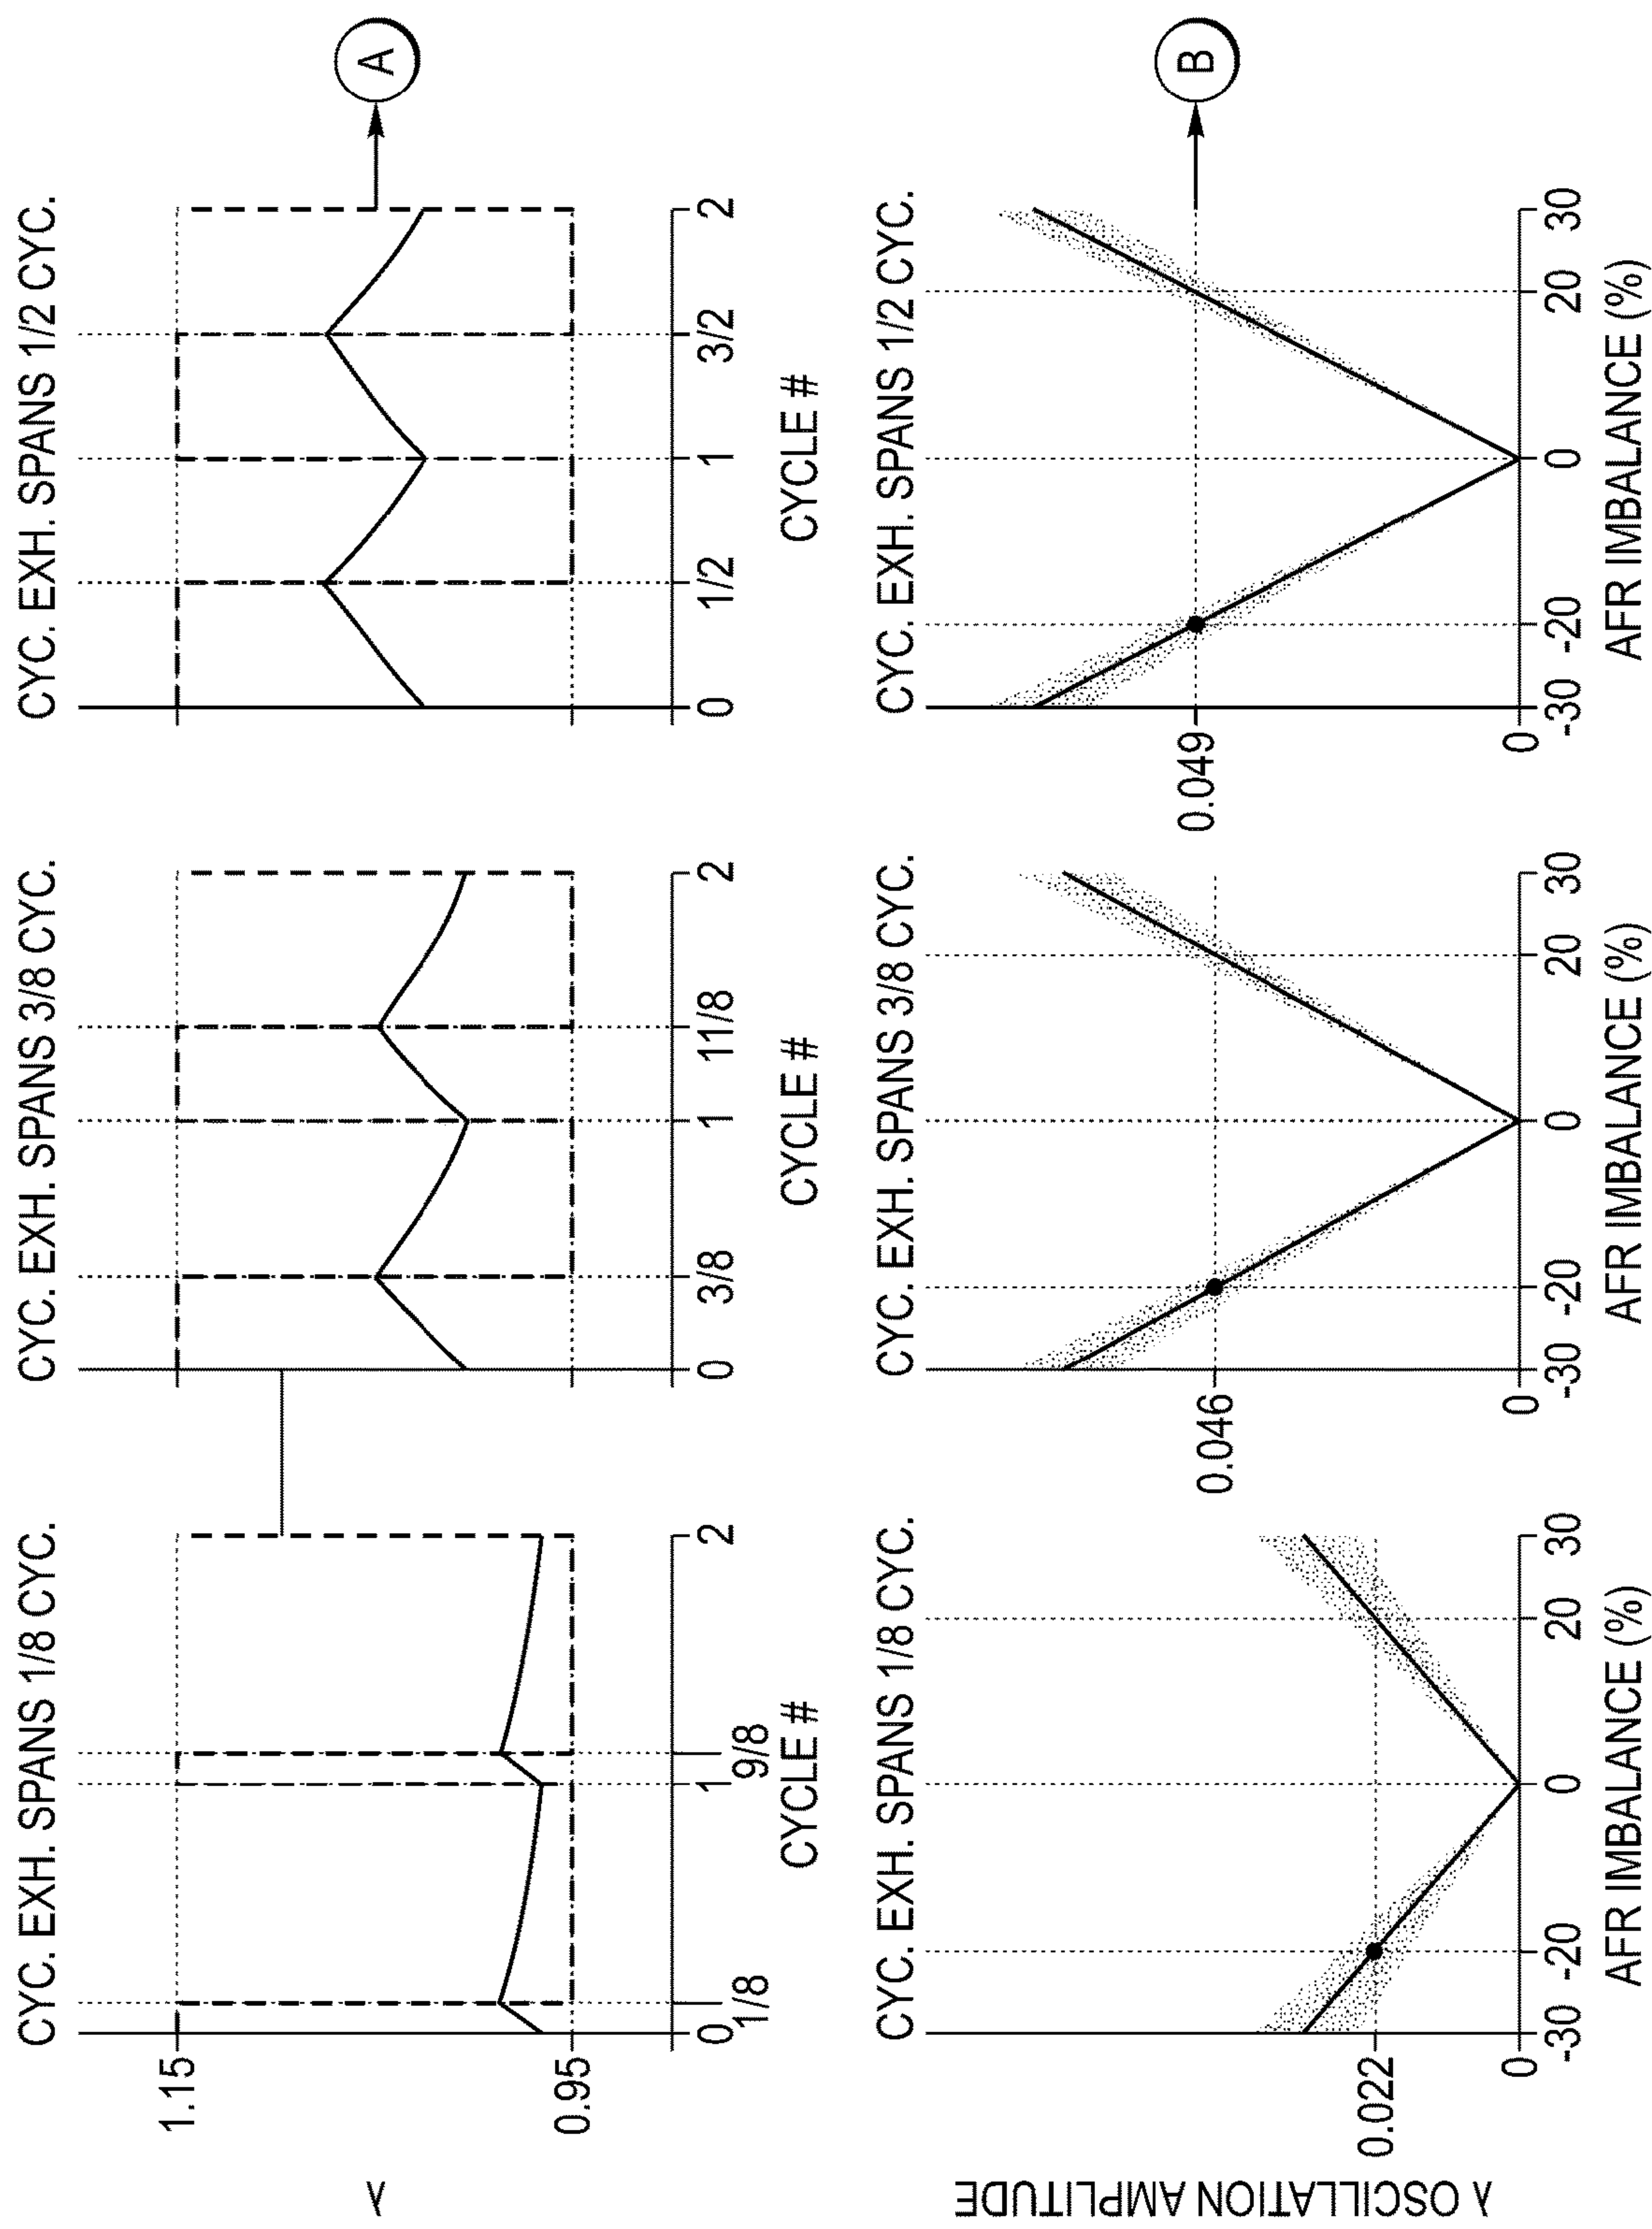 CYC. EXH. SPANS 1/8 CYC.
CYC. EXH. SPANS 3/8 CYC.
CYC. EXH. SPANS 1/2 CYC.
λ
1.15
0.95
0 1/8 1 9/8 2
CYCLE #
0 3/8 1 11/8 2
CYCLE #
0 1/2 1 3/2 2
CYCLE #
A
CYC. EXH. SPANS 1/8 CYC.
CYC. EXH. SPANS 3/8 CYC.
CYC. EXH. SPANS 1/2 CYC.
λ OSCILLATION AMPLITUDE
0.022
0
-30 -20 0 20 30
AFR IMBALANCE (%)
0.046
0
-30 -20 0 20 30
AFR IMBALANCE (%)
0.049
0
-30 -20 0 20 30
AFR IMBALANCE (%)
B